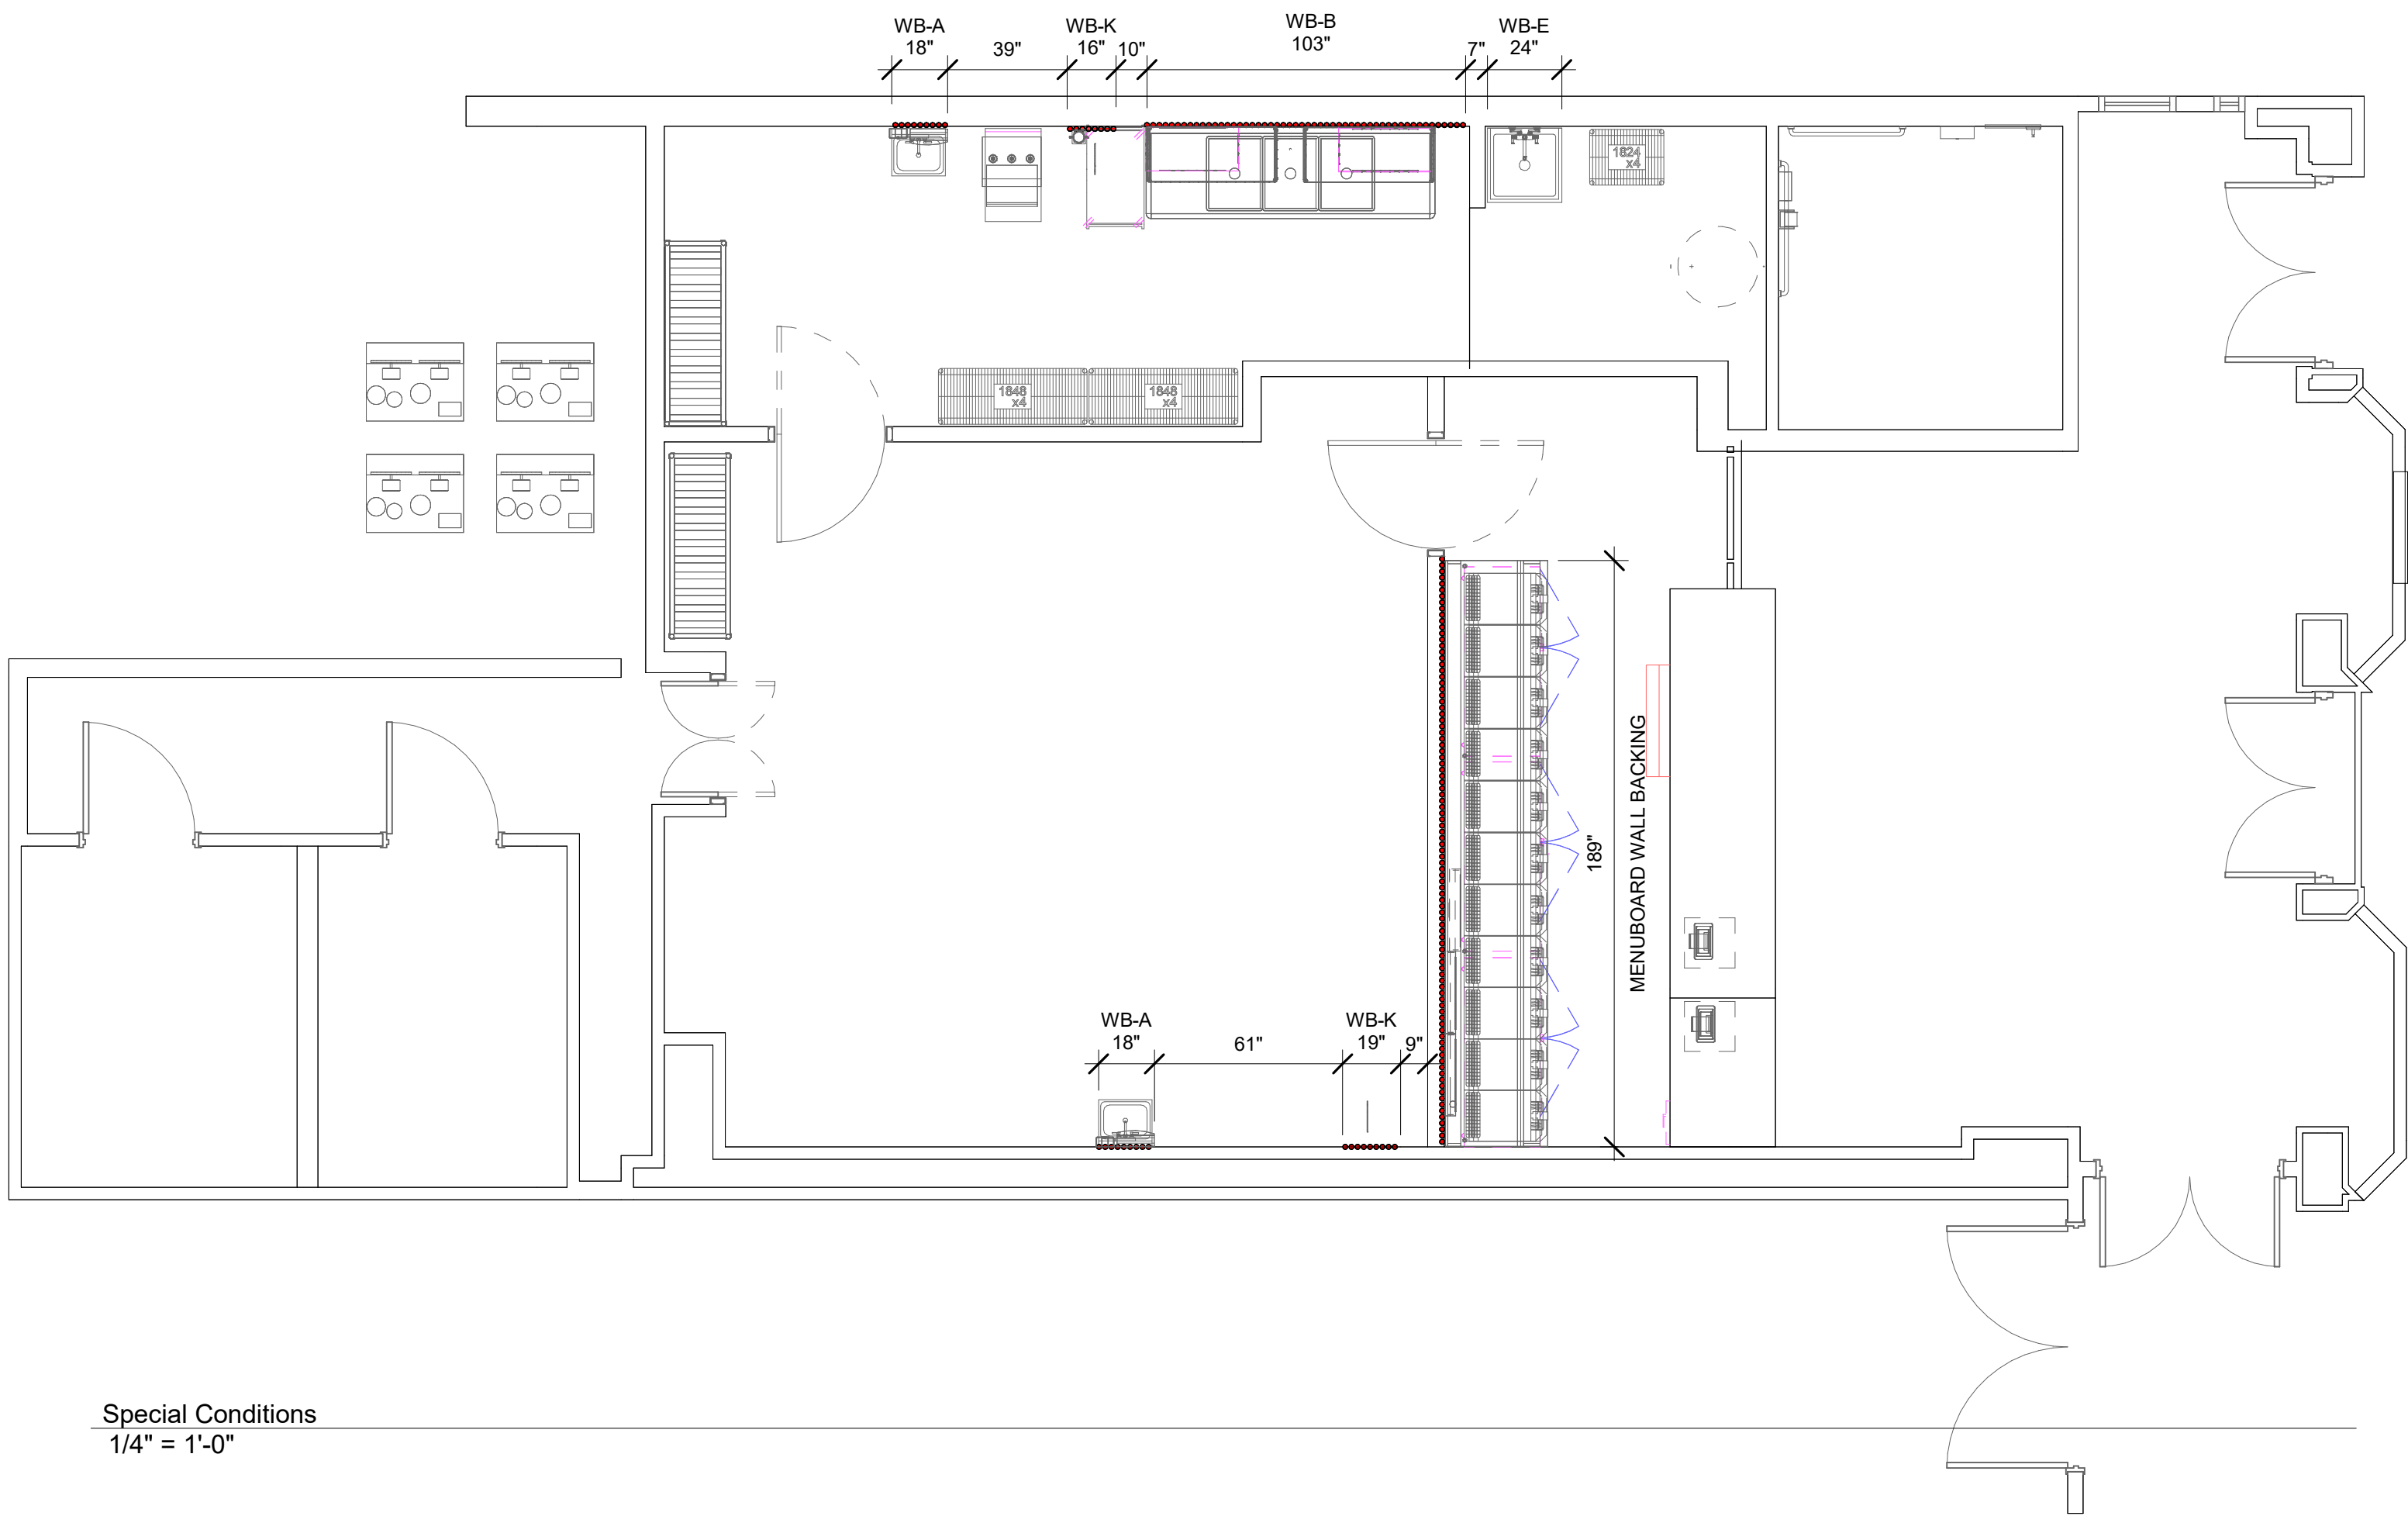 WB-A
18"
39"
WB-K
16"
10"
WB-B
103"
7"
WB-E
24"
1824
x4
1848
x4
1848
x4
189"
MENUBOARD WALL BACKING
WB-A
18"
61"
WB-K
19"
9"
Special Conditions
1/4" = 1'-0"